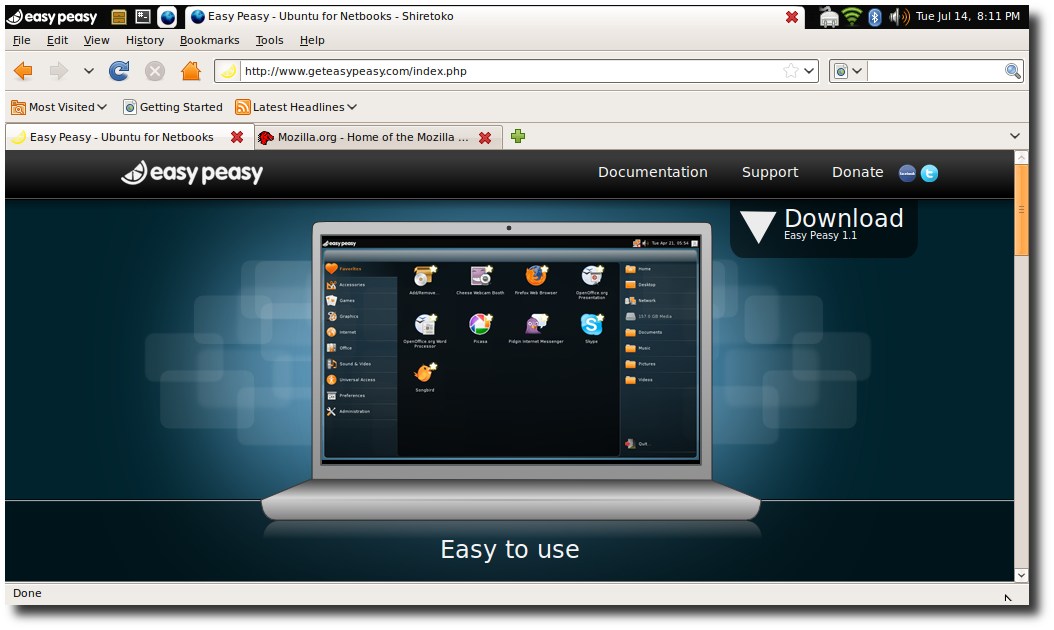 easy peasy
Easy Peasy - Ubuntu for Netbooks - Shiretoko
Tue Jul 14, 8:11 PM
File Edit View History Bookmarks Tools Help
http://www.geteasypeasy.com/index.php
Most Visited Getting Started Latest Headlines
Easy Peasy - Ubuntu for Netbooks
Mozilla.org - Home of the Mozilla ...
easy peasy
Documentation Support Donate
Download
Easy Peasy 1.1
easy peasy
Tue Apr 21, 05:54
Favorites
Accessories
Games
Graphics
Internet
Office
Sound & Video
Universal Access
Preferences
Administration
Add/Remove...
Cheese Webcam Booth
Firefox Web Browser
OpenOffice.org
Presentation
OpenOffice.org Word
Processor
Picasa
Pidgin Internet Messenger
Skype
Songbird
Home
Desktop
Network
Documents
Music
Pictures
Videos
Quit...
Easy to use
Done